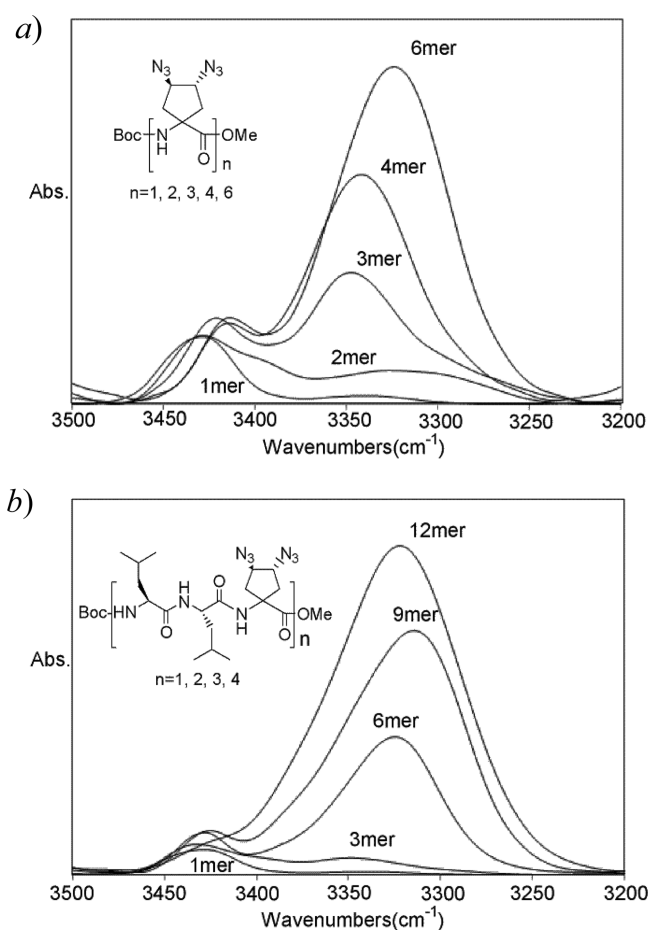 a)
N₃ N₃
Boc N H O OMe n
n=1, 2, 3, 4, 6
Abs.
6mer
4mer
3mer
2mer
1mer
3500 3450 3400 3350 3300 3250 3200
Wavenumbers(cm⁻¹)
b)
N₃ N₃
Boc HN O H N O N H O OMe n
n=1, 2, 3, 4
Abs.
12mer
9mer
6mer
3mer
1mer
3500 3450 3400 3350 3300 3250 3200
Wavenumbers(cm⁻¹)